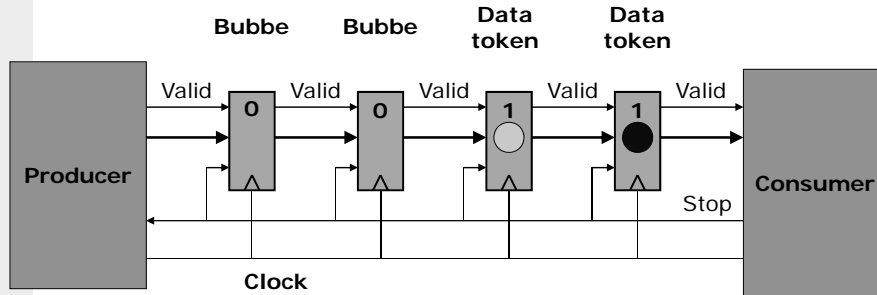 Bubbe Bubbe Data token Data token
Valid Valid Valid Valid Valid
0 0 1 1
Producer
Consumer
Stop
Clock